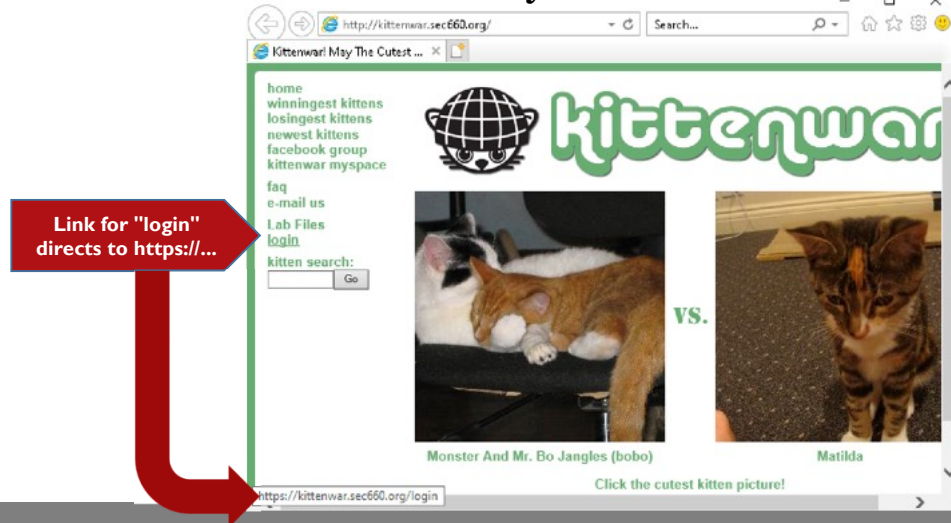 http://kittenwar.sec660.org/
Search...
Kittenwar! May The Cutest ...
home
winningest kittens
losingest kittens
newest kittens
facebook group
kittenwar myspace
faq
e-mail us
Lab Files
login
kitten search:
Go
kittenwar
Link for "login"
directs to https://...
vs.
Monster And Mr. Bo Jangles (bobo)
Matilda
Click the cutest kitten picture!
https://kittenwar.sec660.org/login